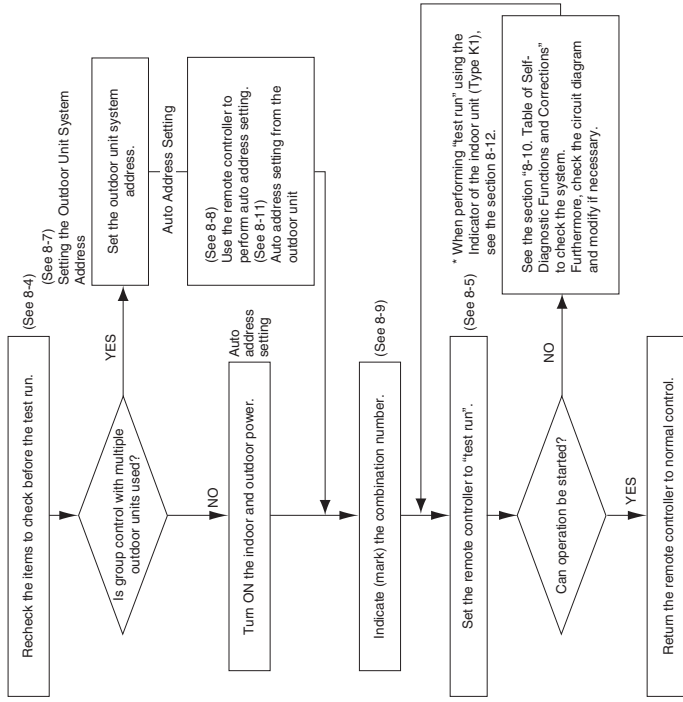 Recheck the items to check before the test run.
(See 8-4)
Is group control with multiple
outdoor units used?
YES
(See 8-7)
Setting the Outdoor Unit System
Address
Set the outdoor unit system
address.
Auto Address Setting
(See 8-8)
Use the remote controller to
perform auto address setting.
(See 8-11)
Auto address setting from the
outdoor unit
NO
Turn ON the indoor and outdoor power.
Auto
address
setting
Indicate (mark) the combination number.
(See 8-9)
Set the remote controller to “test run”.
(See 8-5)
* When performing “test run” using the
Indicator of the indoor unit (Type K1),
see the section 8-12.
Can operation be started?
NO
See the section “8-10. Table of Self-
Diagnostic Functions and Corrections”
to check the system.
Furthermore, check the circuit diagram
and modify if necessary.
YES
Return the remote controller to normal control.